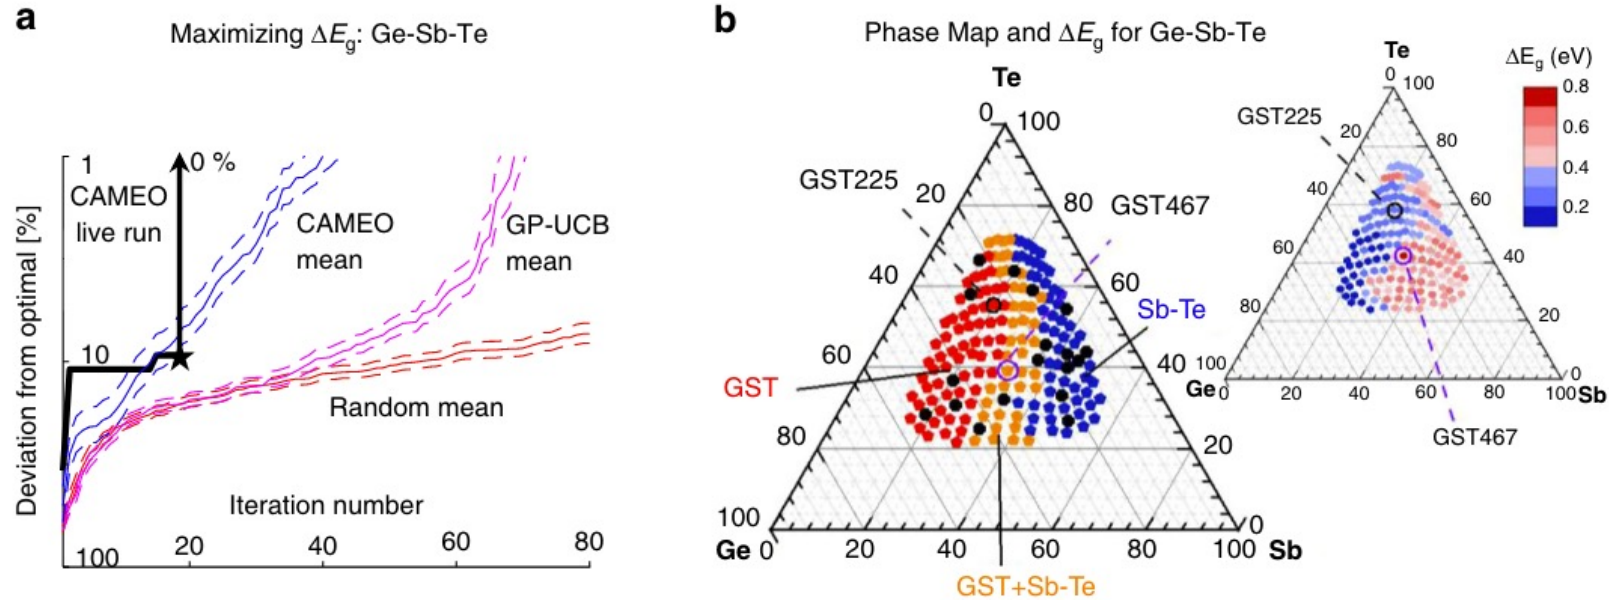 a
Maximizing ΔEg: Ge-Sb-Te
Deviation from optimal [%]
1
10
100
0 %
CAMEO
live run
CAMEO
mean
GP-UCB
mean
Random mean
Iteration number
20 40 60 80
b
Phase Map and ΔEg for Ge-Sb-Te
Te
0 100
GST225
20
80
GST467
40
60
Sb-Te
60
40
GST
80
20
100
0
Ge 0 20 40 60 80 100 Sb
GST+Sb-Te
Te
0 100
GST225
20
80
40
60
60
40
80
20
100
0
Ge 0 20 40 60 80 100 Sb
GST467
ΔEg (eV)
0.8
0.6
0.4
0.2